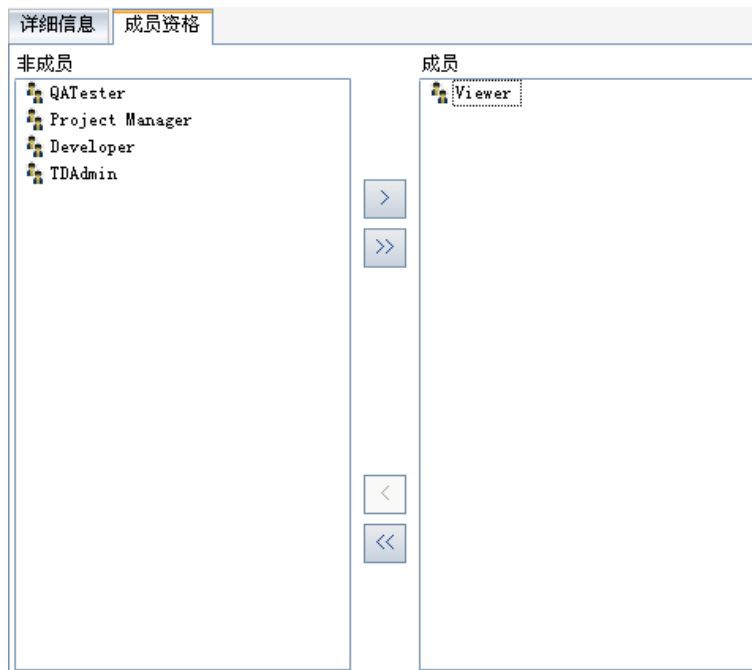 详细信息 成员资格
非成员
QATester
Project Manager
Developer
TDAdmin
>
>>
<
<<
成员
Viewer